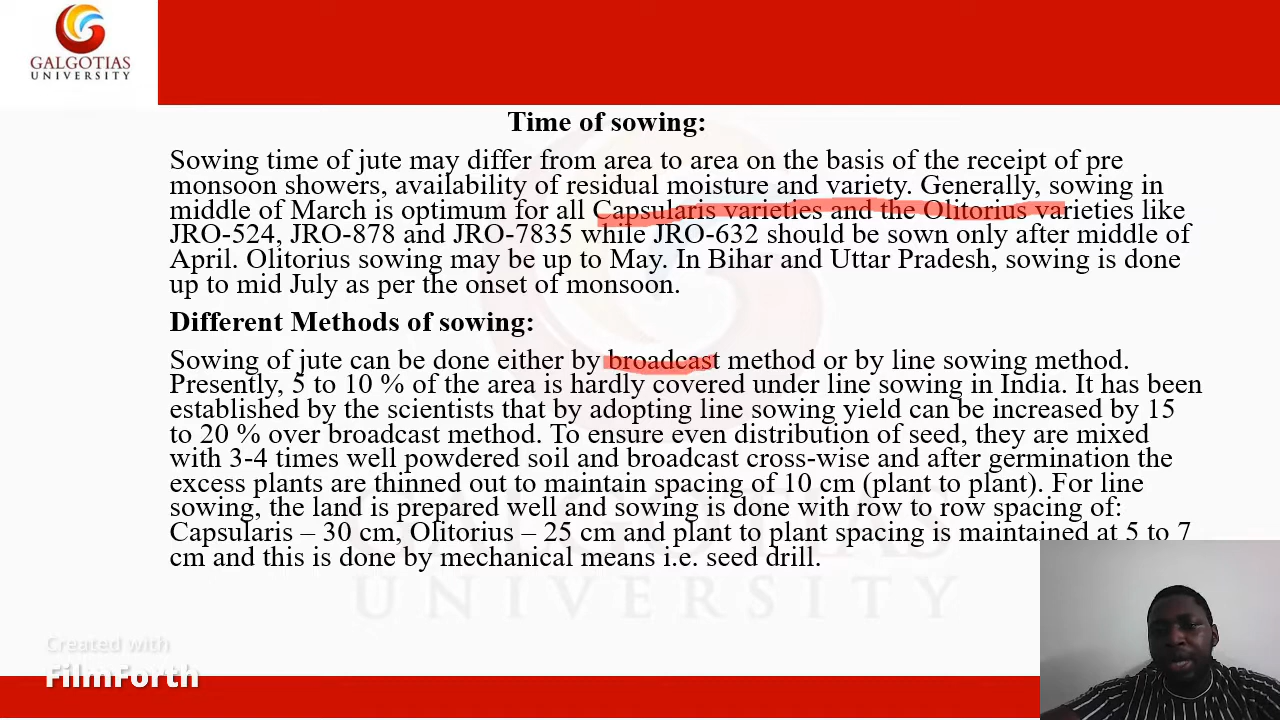 GALGOTIAS
UNIVERSITY
Time of sowing:
Sowing time of jute may differ from area to area on the basis of the receipt of pre
monsoon showers, availability of residual moisture and variety. Generally, sowing in
middle of March is optimum for all Capsularis varieties and the Olitorius varieties like
JRO-524, JRO-878 and JRO-7835 while JRO-632 should be sown only after middle of
April. Olitorius sowing may be up to May. In Bihar and Uttar Pradesh, sowing is done
up to mid July as per the onset of monsoon.
Different Methods of sowing:
Sowing of jute can be done either by broadcast method or by line sowing method.
Presently, 5 to 10 % of the area is hardly covered under line sowing in India. It has been
established by the scientists that by adopting line sowing yield can be increased by 15
to 20 % over broadcast method. To ensure even distribution of seed, they are mixed
with 3-4 times well powdered soil and broadcast cross-wise and after germination the
excess plants are thinned out to maintain spacing of 10 cm (plant to plant). For line
sowing, the land is prepared well and sowing is done with row to row spacing of:
Capsularis – 30 cm, Olitorius – 25 cm and plant to plant spacing is maintained at 5 to 7
cm and this is done by mechanical means i.e. seed drill.
GALGOTIAS
UNIVERSITY
Created with
FilmForth